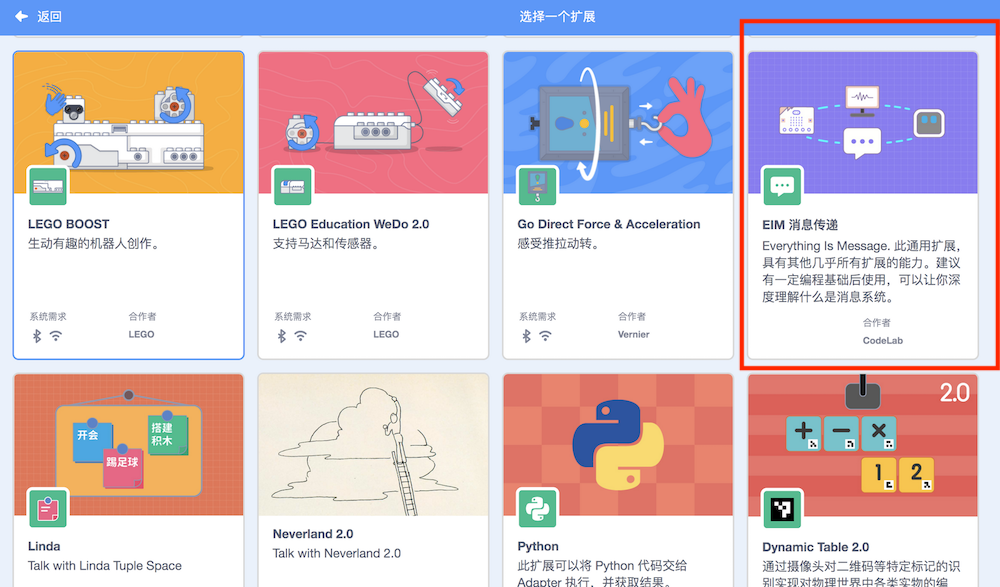 返回
选择一个扩展
LEGO BOOST
生动有趣的机器人创作。
系统需求
合作者
LEGO
LEGO Education WeDo 2.0
支持马达和传感器。
系统需求
合作者
LEGO
Go Direct Force & Acceleration
感受推拉动转。
系统需求
合作者
Vernier
EIM 消息传递
Everything Is Message. 此通用扩展，
具有其他几乎所有扩展的能力。建议
有一定编程基础后使用，可以让你深
度理解什么是消息系统。
合作者
CodeLab
开会
踢足球
搭建
积木
Linda
Talk with Linda Tuple Space
Neverland 2.0
Talk with Neverland 2.0
Python
此扩展可以将 Python 代码交给
Adapter 执行，并获取结果。
2.0
+ − ×
1 2
Dynamic Table 2.0
通过摄像头对二维码等特定标记的识
别实现对物理世界中各类实物的编